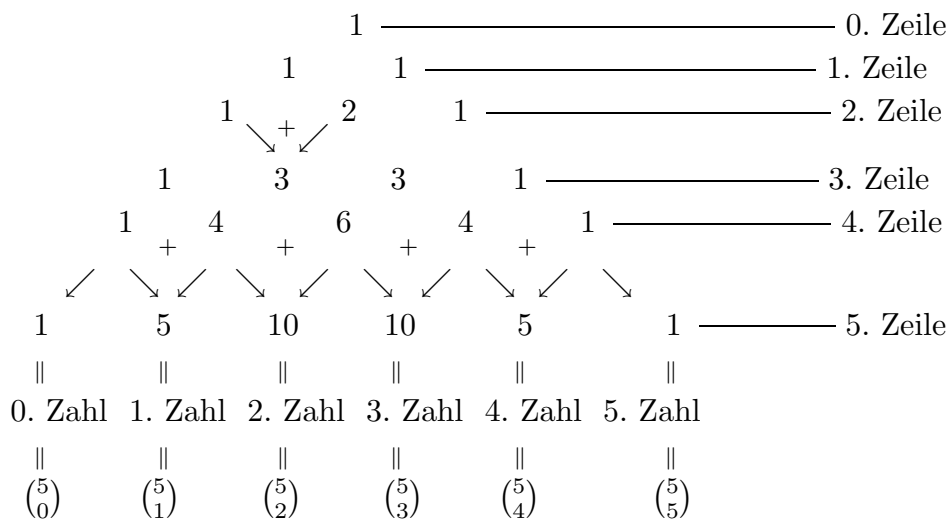 1 0. Zeile
1 1 1. Zeile
1 + 2 1 2. Zeile
1 3 3 1 3. Zeile
1 4 6 4 1 4. Zeile
+ + + +
1 5 10 10 5 1 5. Zeile
|| || || || || ||
0. Zahl 1. Zahl 2. Zahl 3. Zahl 4. Zahl 5. Zahl
|| || || || || ||
(5 0) (5 1) (5 2) (5 3) (5 4) (5 5)